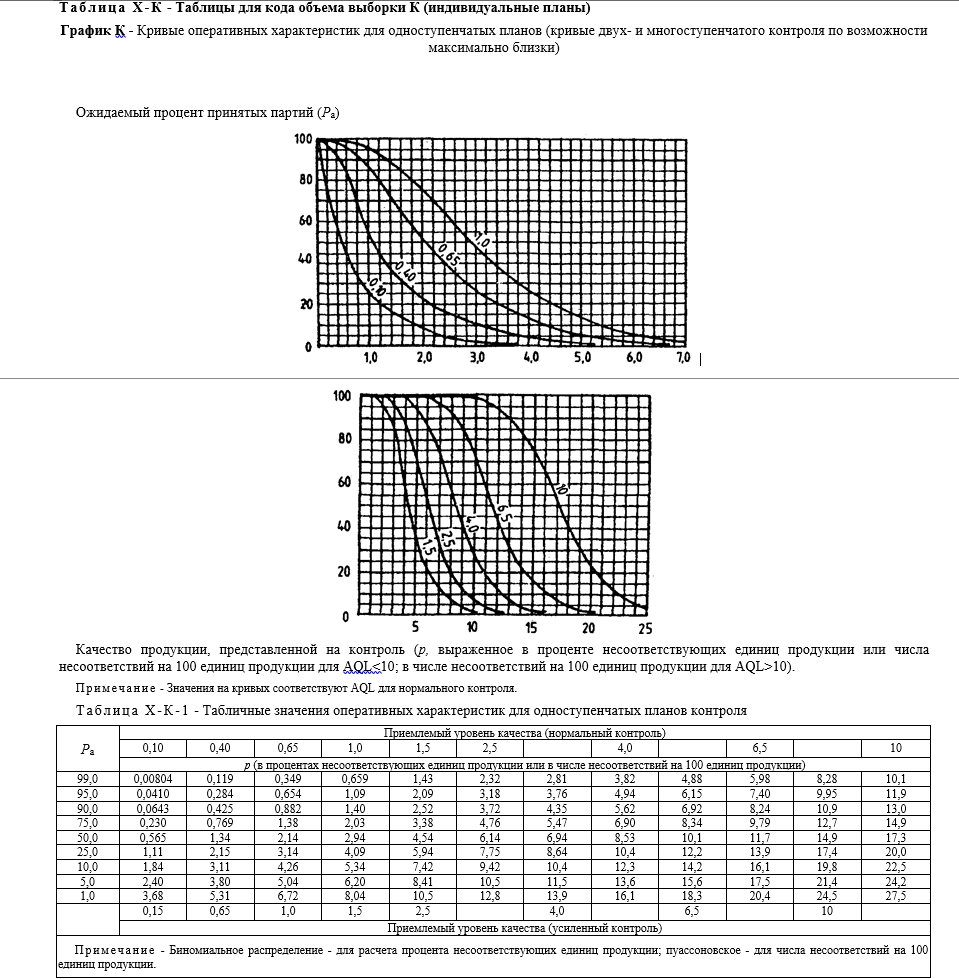 Таблица X-K - Таблицы для кода объема выборки К (индивидуальные планы)
График К - Кривые оперативных характеристик для одноступенчатых планов (кривые двух- и многоступенчатого контроля по возможности
максимально близки)
Ожидаемый процент принятых партий (Pа)
100
80
60
40
20
0
0,10
0,40
0,65
1,0
1,0 2,0 3,0 4,0 5,0 6,0 7,0
100
80
60
40
20
0
1,5
2,5
4,0
6,5
10
5 10 15 20 25
Качество продукции, представленной на контроль (p, выраженное в проценте несоответствующих единиц продукции или числа
несоответствий на 100 единиц продукции для AQL≤10; в числе несоответствий на 100 единиц продукции для AQL>10).
Примечание - Значения на кривых соответствуют AQL для нормального контроля.
Таблица X-K-1 - Табличные значения оперативных характеристик для одноступенчатых планов контроля
Pа Приемлемый уровень качества (нормальный контроль)
0,10 0,40 0,65 1,0 1,5 2,5 4,0 6,5 10
p (в процентах несоответствующих единиц продукции или в числе несоответствий на 100 единиц продукции)
99,0 0,00804 0,119 0,349 0,659 1,43 2,32 2,81 3,82 4,88 5,98 8,28 10,1
95,0 0,0410 0,284 0,654 1,09 2,09 3,18 3,76 4,94 6,15 7,40 9,95 11,9
90,0 0,0643 0,425 0,882 1,40 2,52 3,72 4,35 5,62 6,92 8,24 10,9 13,0
75,0 0,230 0,769 1,38 2,03 3,38 4,76 5,47 6,90 8,34 9,79 12,7 14,9
50,0 0,565 1,34 2,14 2,94 4,54 6,14 6,94 8,53 10,1 11,7 14,9 17,3
25,0 1,11 2,15 3,14 4,09 5,94 7,75 8,64 10,4 12,2 13,9 17,4 20,0
10,0 1,84 3,11 4,26 5,34 7,42 9,42 10,4 12,3 14,2 16,1 19,8 22,5
5,0 2,40 3,80 5,04 6,20 8,41 10,5 11,5 13,6 15,6 17,5 21,4 24,2
1,0 3,68 5,31 6,72 8,04 10,5 12,8 13,9 16,1 18,3 20,4 24,5 27,5
0,15 0,65 1,0 1,5 2,5 4,0 6,5 10
Приемлемый уровень качества (усиленный контроль)
Примечание - Биномиальное распределение - для расчета процента несоответствующих единиц продукции; пуассоновское - для числа несоответствий на 100
единиц продукции.